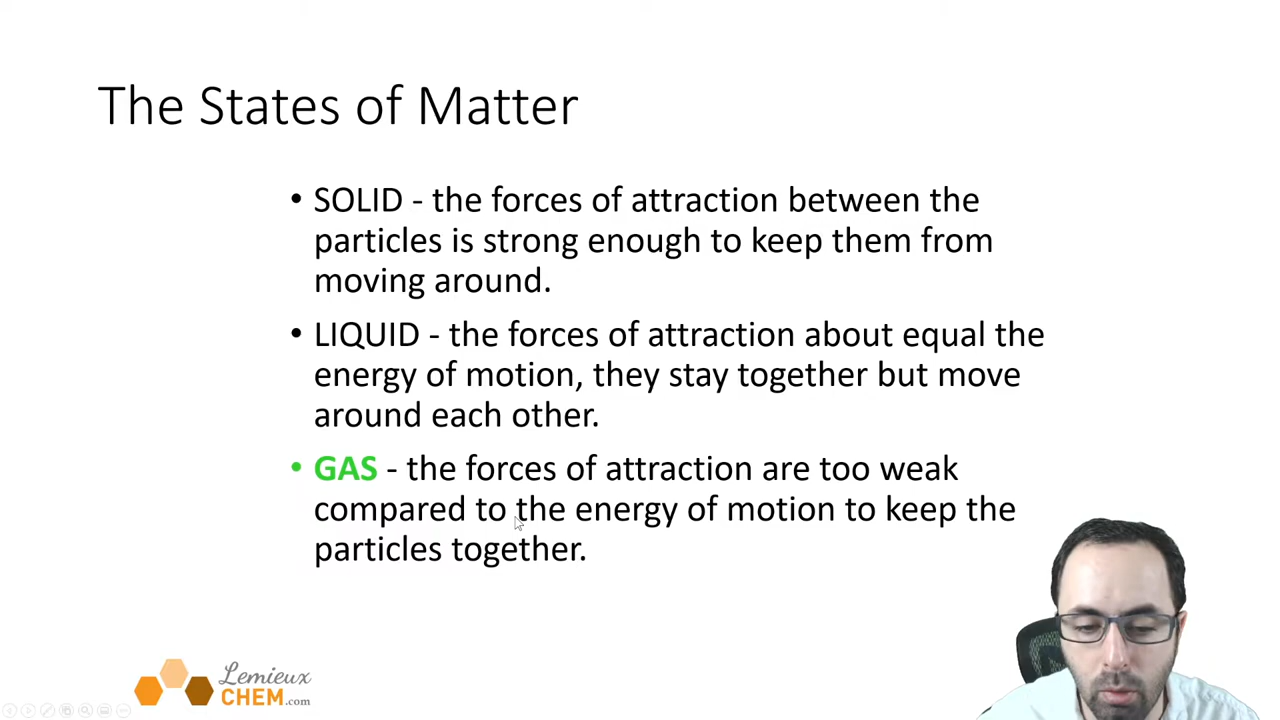 The States of Matter
• SOLID - the forces of attraction between the
particles is strong enough to keep them from
moving around.
• LIQUID - the forces of attraction about equal the
energy of motion, they stay together but move
around each other.
• GAS - the forces of attraction are too weak
compared to the energy of motion to keep the
particles together.
Lemieux
CHEM.com